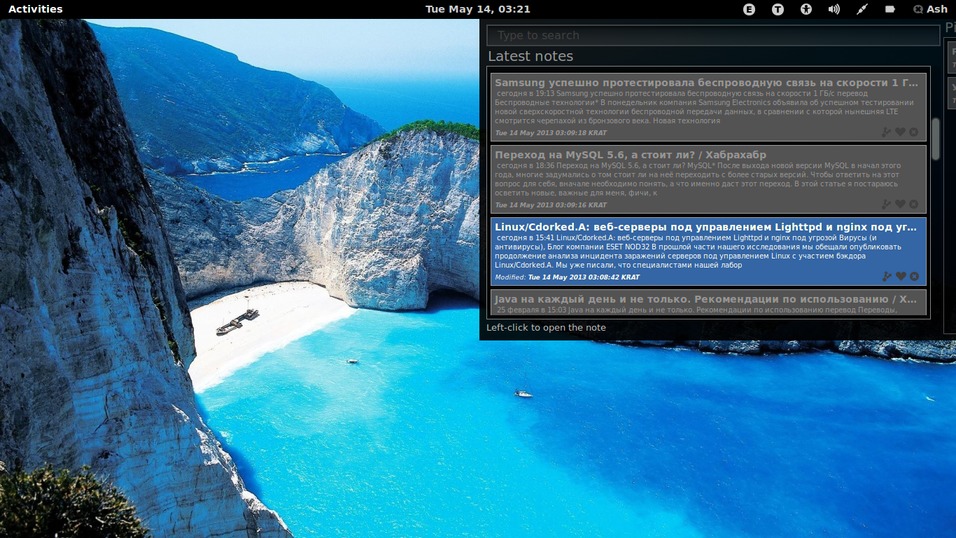 Activities
Tue May 14, 03:21
E
T
Ash
Type to search
Latest notes
Samsung успешно протестировала беспроводную связь на скорости 1 Г...
сегодня в 19:13 Samsung успешно протестировала беспроводную связь на скорости 1 ГБ/с перевод
Беспроводные технологии* В понедельник компания Samsung Electronics объявила об успешном тестировании
новой сверхскоростной технологии беспроводной передачи данных, в сравнении с которой нынешняя LTE
смотрится черепахой из бронзового века. Новая технология
Tue 14 May 2013 03:09:18 KRAT
Переход на MySQL 5.6, а стоит ли? / Хабрахабр
сегодня в 18:36 Переход на MySQL 5.6, а стоит ли? MySQL* После выхода новой версии MySQL в начал этого
года, многие задумались о том стоит ли на неё переходить с более старых версий. Чтобы ответить на этот
вопрос для себя, вначале необходимо понять, а что именно даст этот переход. В этой статье я постараюсь
осветить новые, важные для меня, фичи, к
Tue 14 May 2013 03:09:16 KRAT
Linux/Cdorked.A: веб-серверы под управлением Lighttpd и nginx под уг...
сегодня в 15:41 Linux/Cdorked.A: веб-серверы под управлением Lighttpd и nginx под угрозой Вирусы (и
антивирусы), Блог компании ESET NOD32 В прошлой части нашего исследования мы обещали опубликовать
продолжение анализа инцидента заражений серверов под управлением Linux с участием бэкдора
Linux/Cdorked.A. Мы уже писали, что специалистами нашей лабор
Modified: Tue 14 May 2013 03:08:42 KRAT
Java на каждый день и не только. Рекомендации по использованию / Х...
25 февраля в 15:03 Java на каждый день и не только. Рекомендации по использованию перевод Переводы,
Left-click to open the note